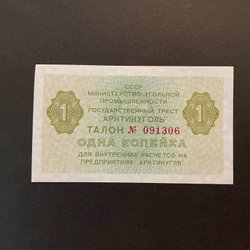 СССР
МИНИСТЕРСТВО УГОЛЬНОЙ
ПРОМЫШЛЕННОСТИ
ГОСУДАРСТВЕННЫЙ ТРЕСТ
„АРКТИКУГОЛЬ"
1 ТАЛОН № 091306 1
ОДНА КОПЕЙКА
ДЛЯ ВНУТРЕННИХ РАСЧЕТОВ НА
ПРЕДПРИЯТИЯХ „АРКТИКУГЛЯ"